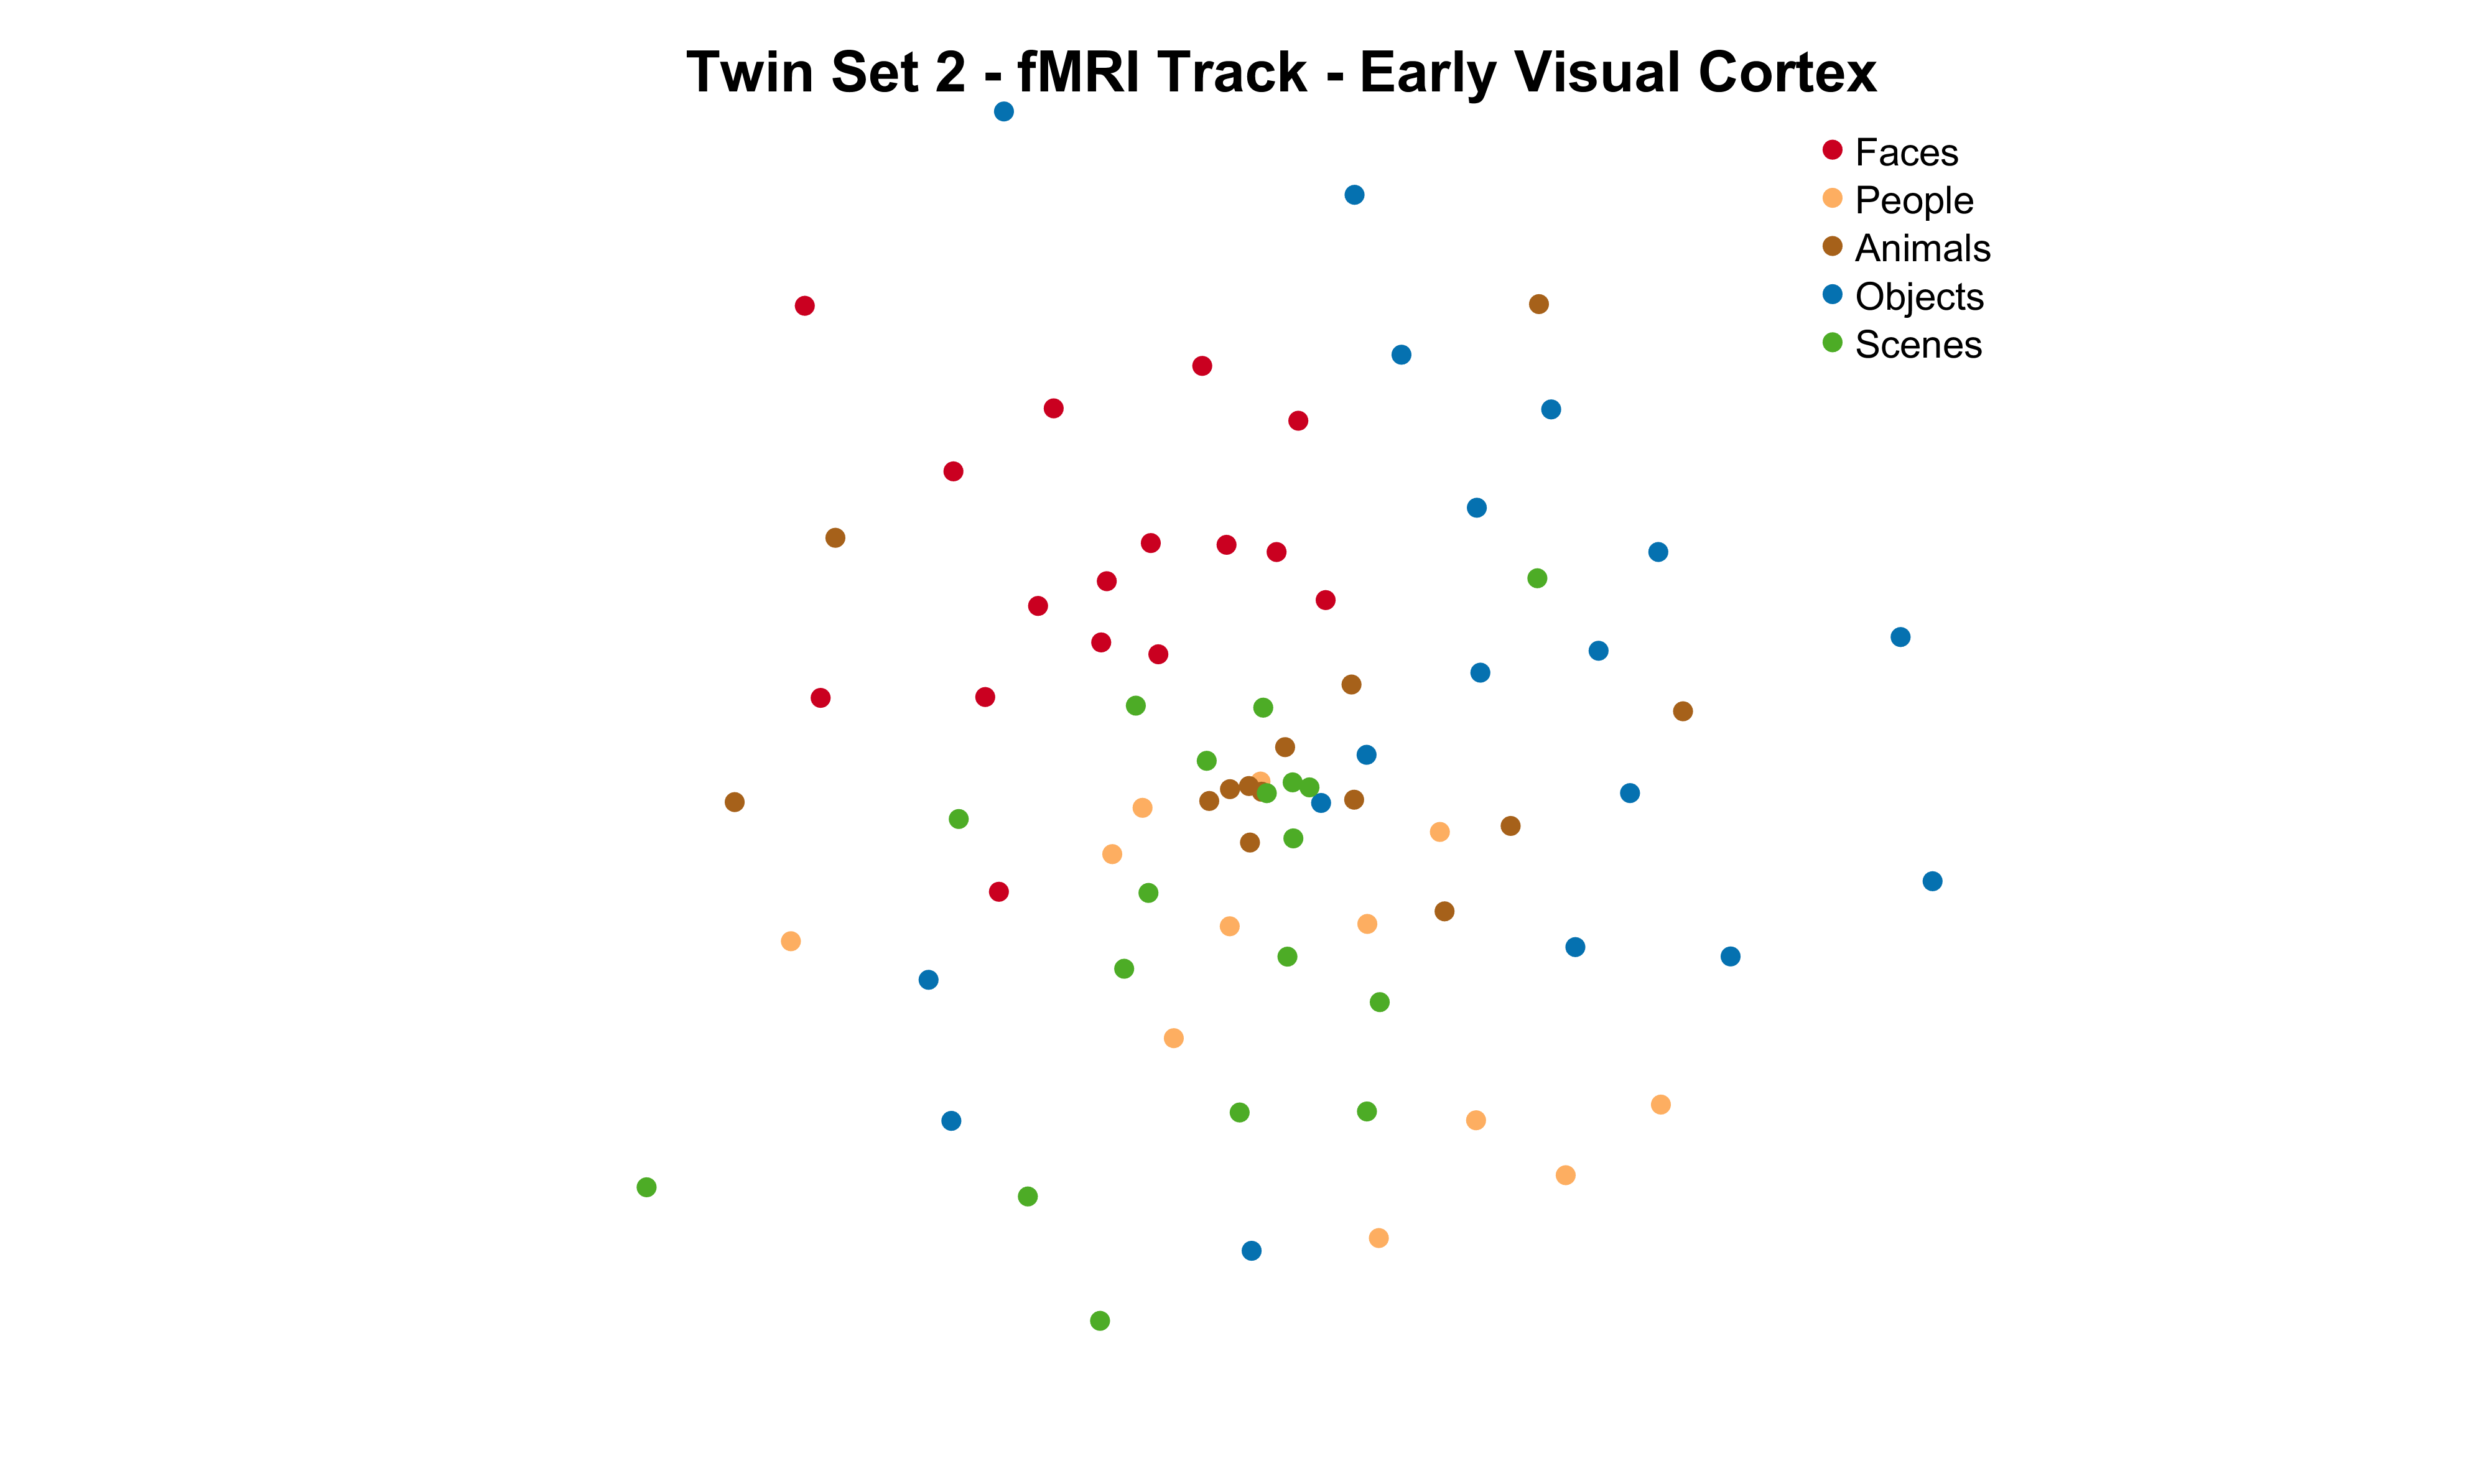 Twin Set 2 - fMRI Track - Early Visual Cortex
Faces
People
Animals
Objects
Scenes